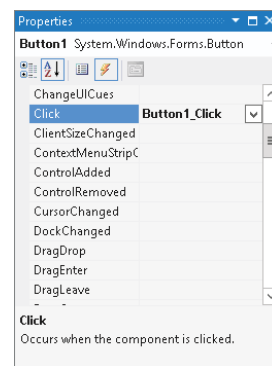 Properties
Button1 System.Windows.Forms.Button
ChangeUICues
Click Button1_Click
ClientSizeChanged
ContextMenuStripC
ControlAdded
ControlRemoved
CursorChanged
DockChanged
DragDrop
DragEnter
DragLeave
Click
Occurs when the component is clicked.